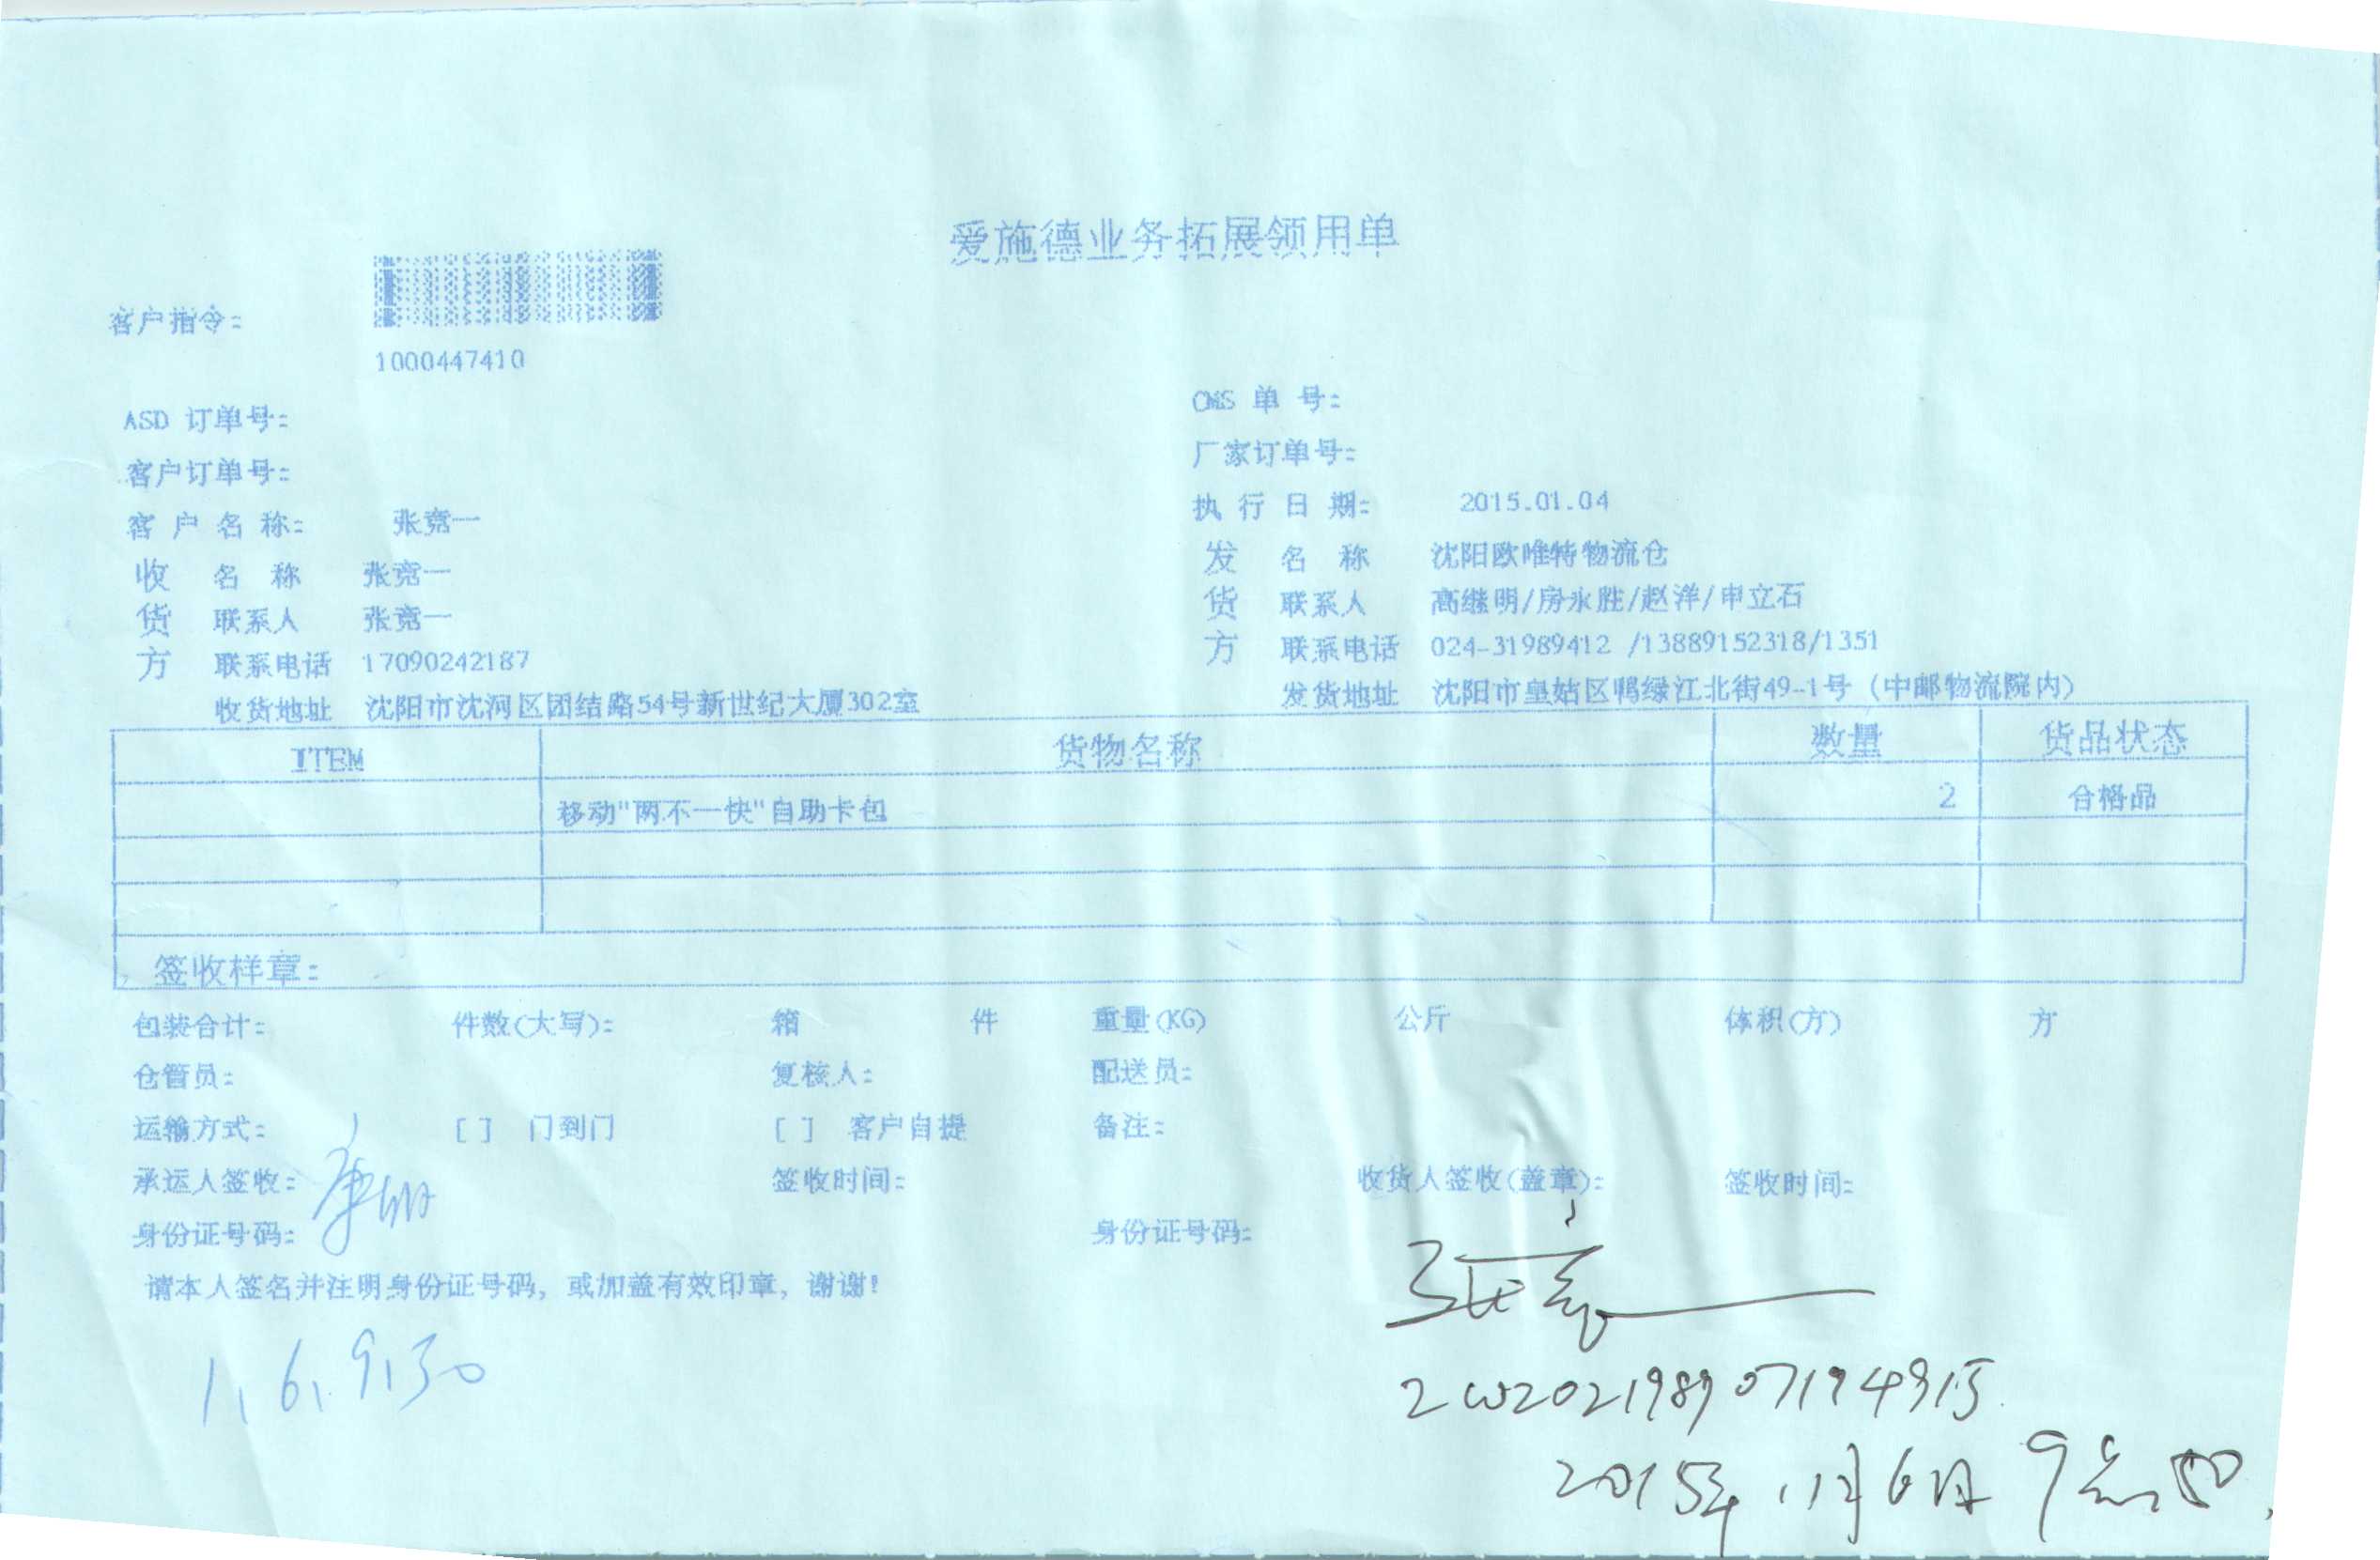 爱施德业务拓展领用单
客户指令:
1000447410
ASD 订单号:
CMS 单 号:
客户订单号:
厂家订单号:
客 户 名 称: 张竞一
执 行 日 期: 2015.01.04
收 名 称 张竞一
发 名 称 沈阳欧唯特物流仓
货 联系人 张竞一
货 联系人 高继明/房永胜/赵洋/申立石
方 联系电话 17090242187
方 联系电话 024-31989412 /13889152318/1351
收货地址 沈阳市沈河区团结路54号新世纪大厦302室
发货地址 沈阳市皇姑区鸭绿江北街49-1号 (中邮物流院内)
ITEM 货物名称 数量 货品状态
移动"两不一快"自助卡包 2 合格品
签收样章:
包装合计: 件数(大写): 箱 件 重量(KG) 公斤 体积(方) 方
仓管员: 复核人: 配送员:
运输方式: [ ] 门到门 [ ] 客户自提 备注:
承运人签收: 签收时间: 收货人签收(盖章): 签收时间:
身份证号码: 身份证号码:
请本人签名并注明身份证号码, 或加盖有效印章, 谢谢!
1.6.9:30
2015年 6日 9点